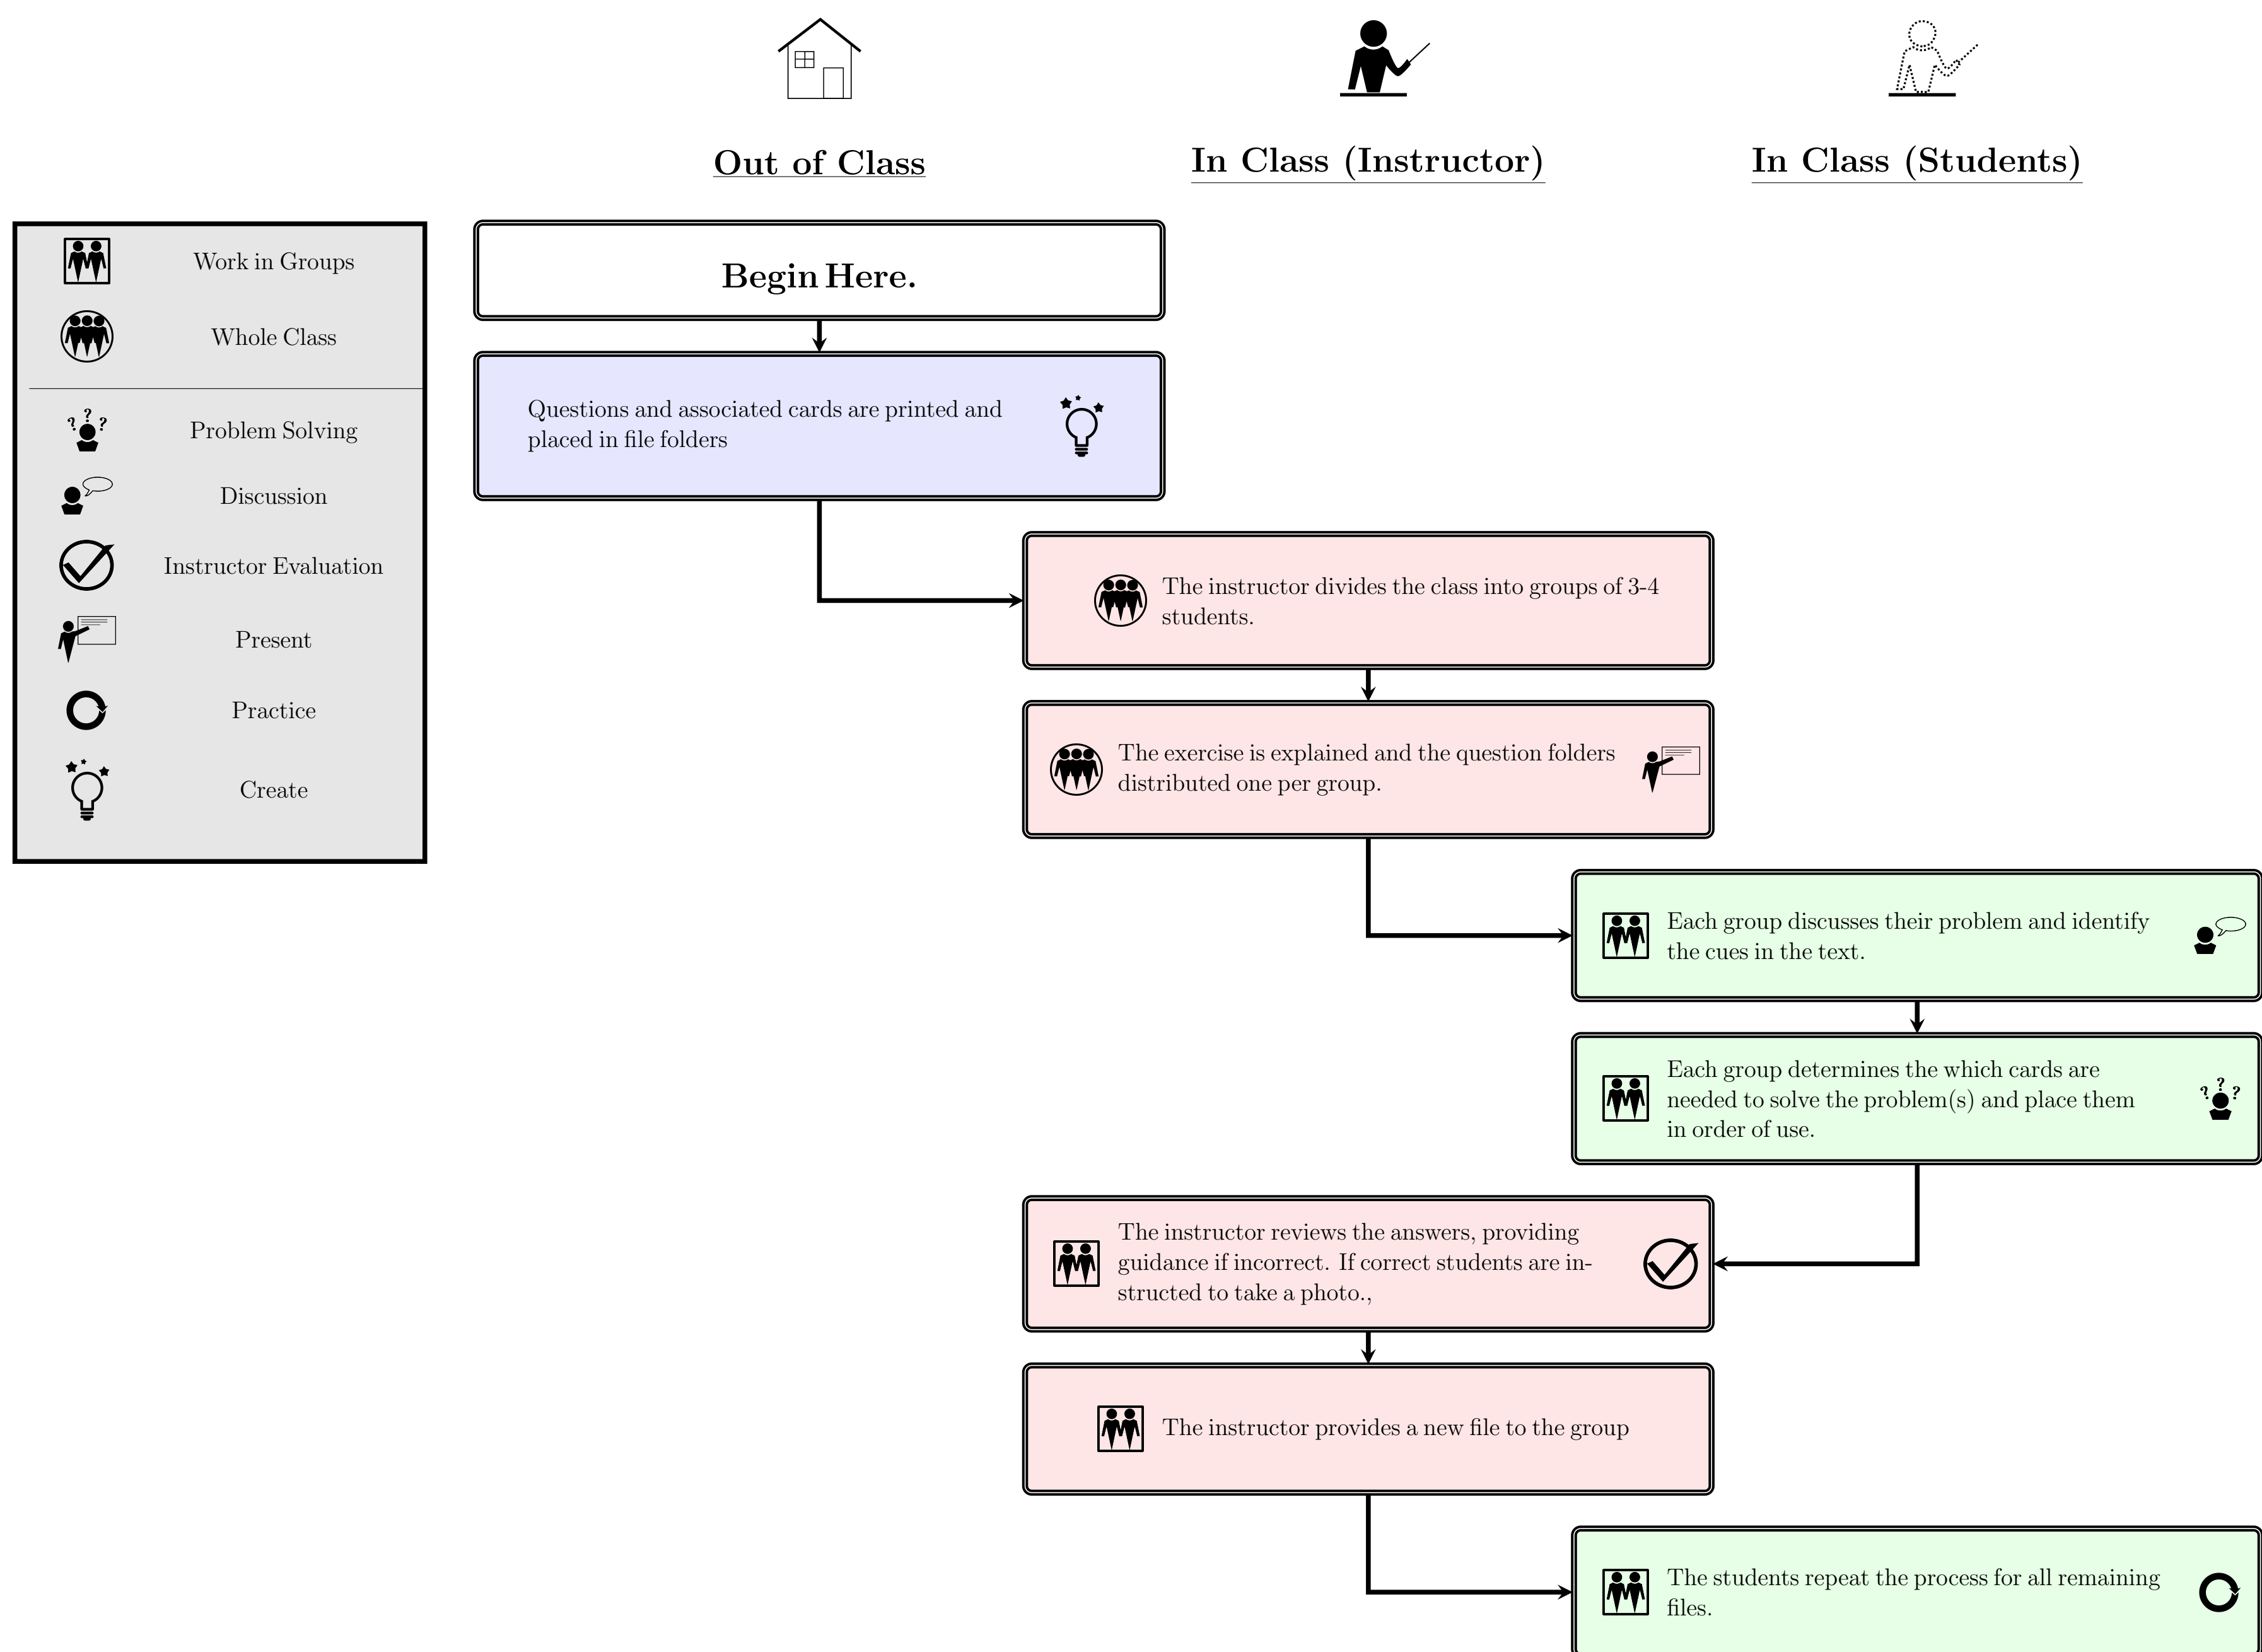 Out of Class
In Class (Instructor)
In Class (Students)
Work in Groups
Whole Class
Problem Solving
Discussion
Instructor Evaluation
Present
Practice
Create
Begin Here.
Questions and associated cards are printed and
placed in file folders
The instructor divides the class into groups of 3-4
students.
The exercise is explained and the question folders
distributed one per group.
Each group discusses their problem and identify
the cues in the text.
Each group determines the which cards are
needed to solve the problem(s) and place them
in order of use.
The instructor reviews the answers, providing
guidance if incorrect. If correct students are in-
structed to take a photo.,
The instructor provides a new file to the group
The students repeat the process for all remaining
files.